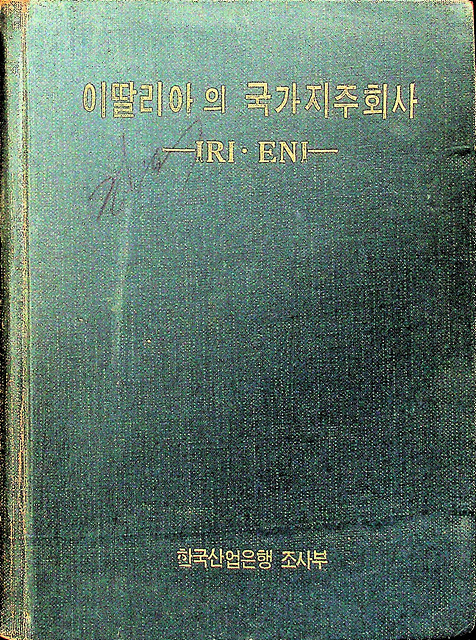 이딸리아의 국가지주회사
—IRI · ENI—
한국산업은행 조사부